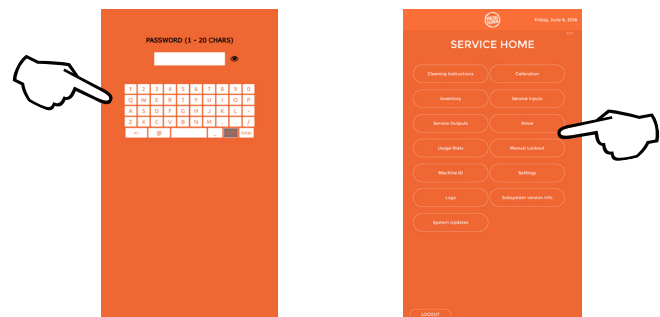 PASSWORD (1 - 20 CHARS)
1 2 3 4 5 6 7 8 9 0
Q W E R T Y U I O P
A S D F G H J K L -
Z X C V B N M , . /
← @ _ Enter
Friday, June 8, 2018
SERVICE HOME
Cleaning Instructions Calibration
Inventory Service Inputs
Service Outputs Rinse
Usage Stats Manual Lockout
Machine ID Settings
Logs Subsystem version info
System Updates
LOGOUT